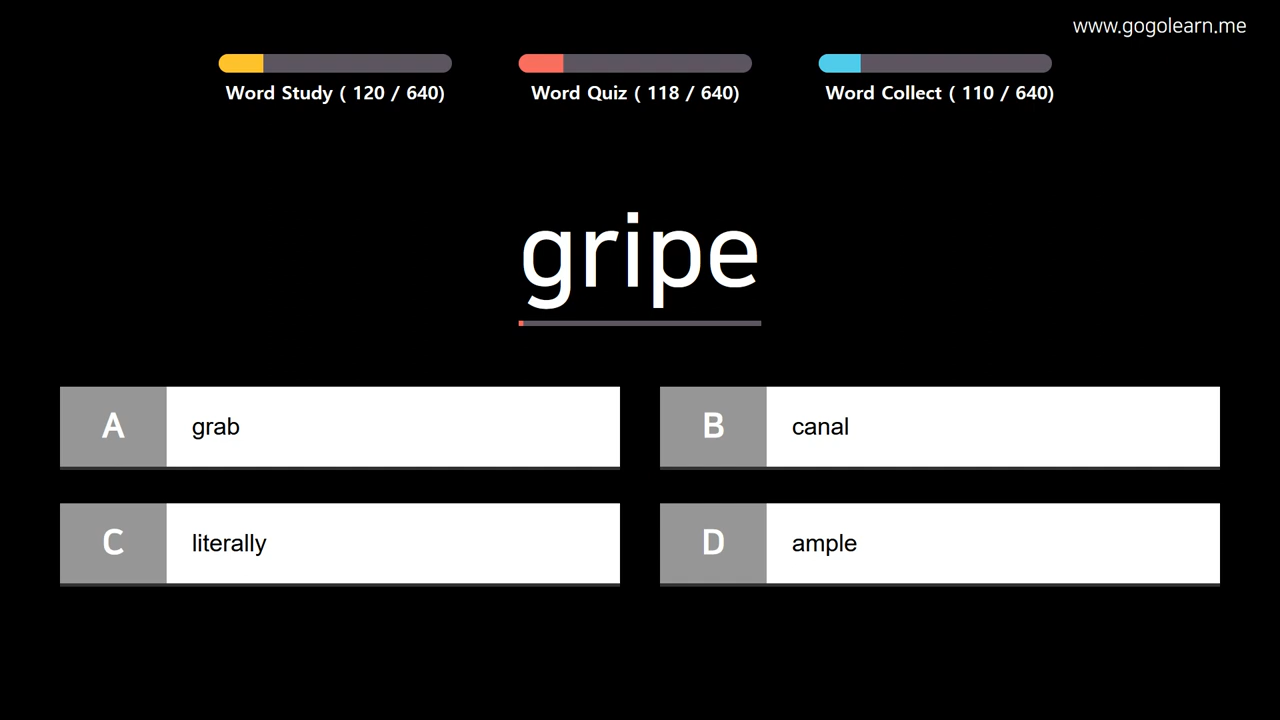 www.gogolearn.me
Word Study ( 120 / 640)
Word Quiz ( 118 / 640)
Word Collect ( 110 / 640)
gripe
A
grab
B
canal
C
literally
D
ample